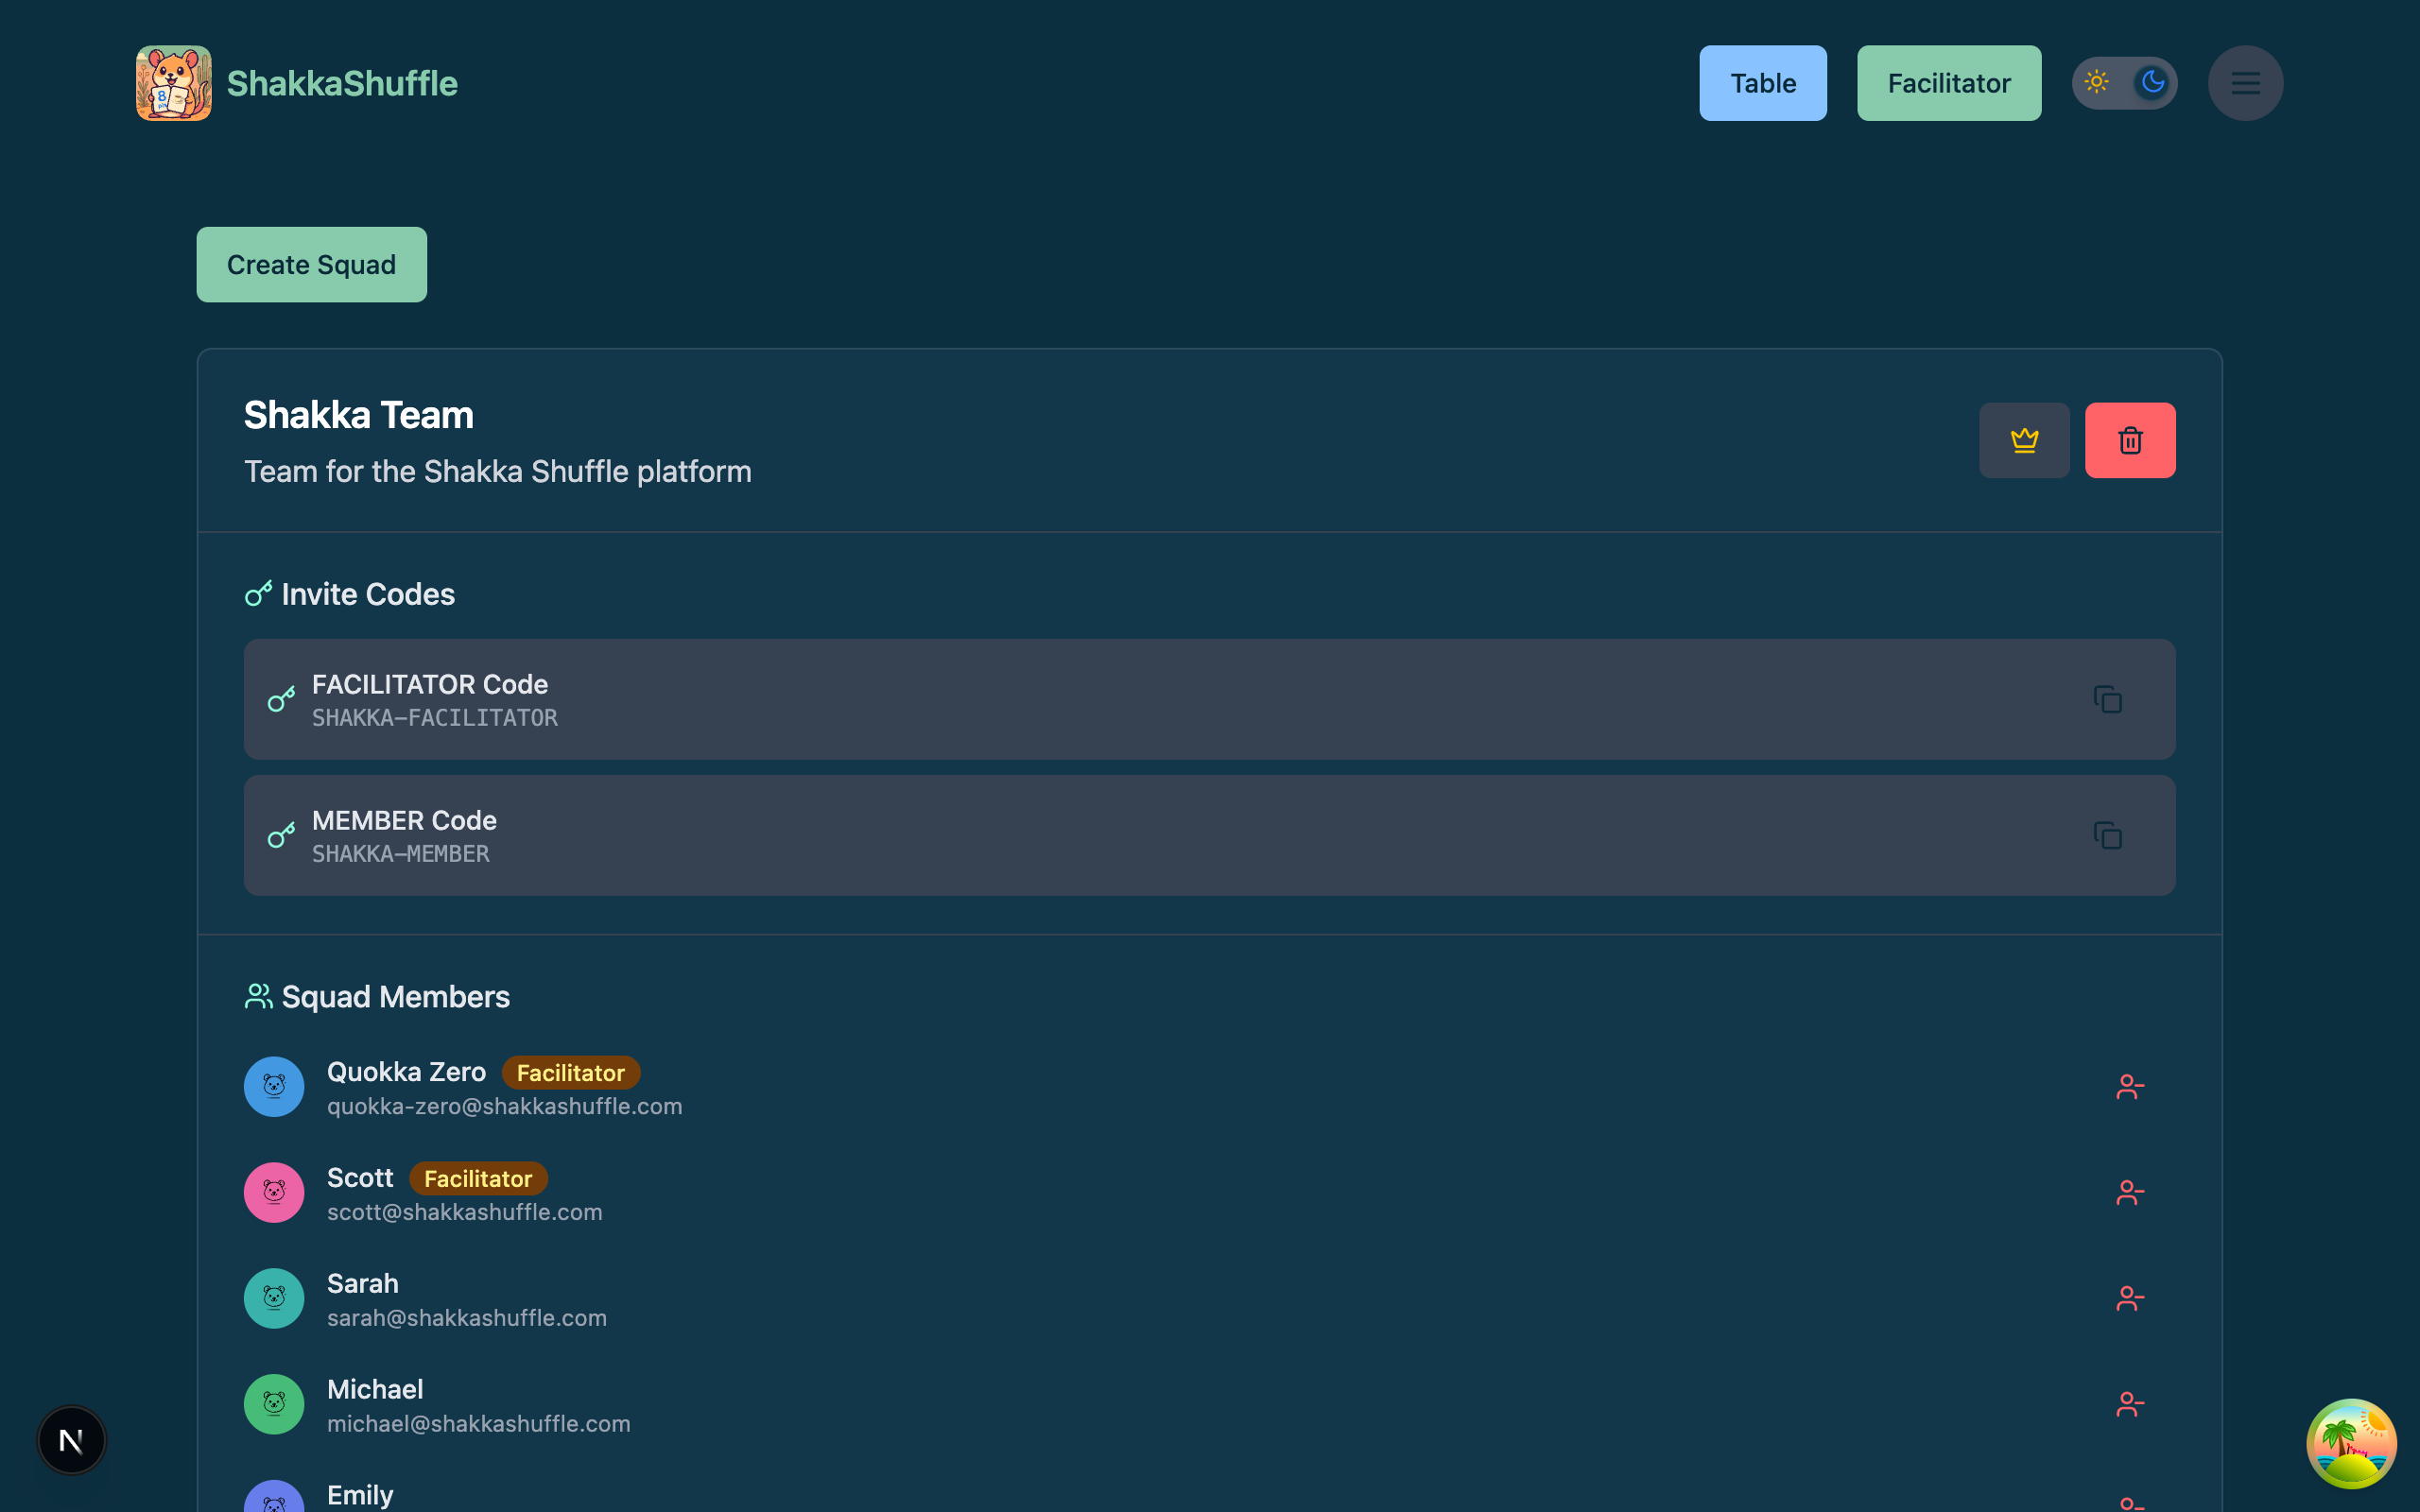 ShakkaShuffle
Table
Facilitator
Create Squad
Shakka Team
Team for the Shakka Shuffle platform
Invite Codes
FACILITATOR Code
SHAKKA-FACILITATOR
MEMBER Code
SHAKKA-MEMBER
Squad Members
Quokka Zero Facilitator
quokka-zero@shakkashuffle.com
Scott Facilitator
scott@shakkashuffle.com
Sarah
sarah@shakkashuffle.com
Michael
michael@shakkashuffle.com
N
Emily